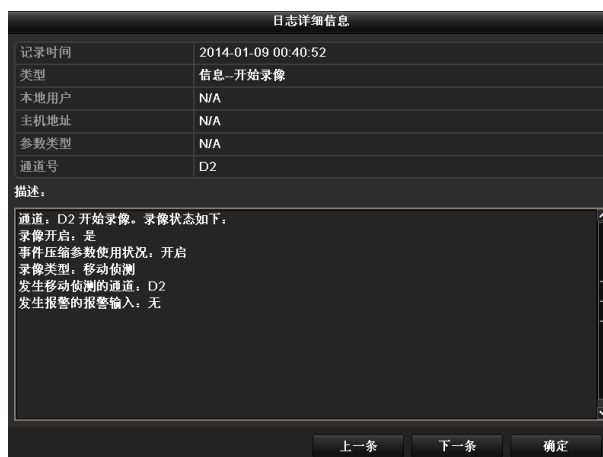 日志详细信息
记录时间 2014-01-09 00:40:52
类型 信息--开始录像
本地用户 N/A
主机地址 N/A
参数类型 N/A
通道号 D2
描述：
通道：D2 开始录像。录像状态如下：
录像开启：是
事件压缩参数使用状况：开启
录像类型：移动侦测
发生移动侦测的通道：D2
发生报警的报警输入：无
上一条 下一条 确定